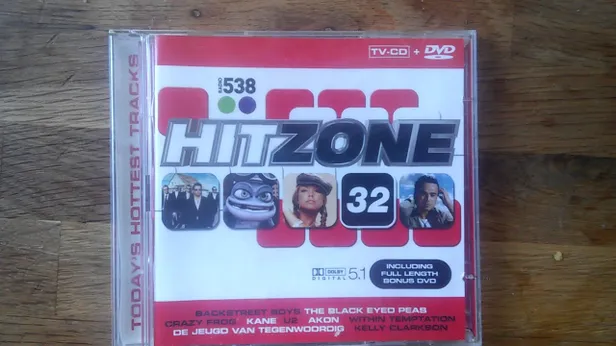 TODAY'S HOTTEST TRACKS
TV-CD + DVD
RADIO 538
HITZONE
32
DOLBY
DIGITAL 5.1
INCLUDING
FULL LENGTH
BONUS DVD
BACKSTREET BOYS THE BLACK EYED PEAS
CRAZY FROG KANE U2 AKON WITHIN TEMPTATION
DE JEUGD VAN TEGENWOORDIG KELLY CLARKSON